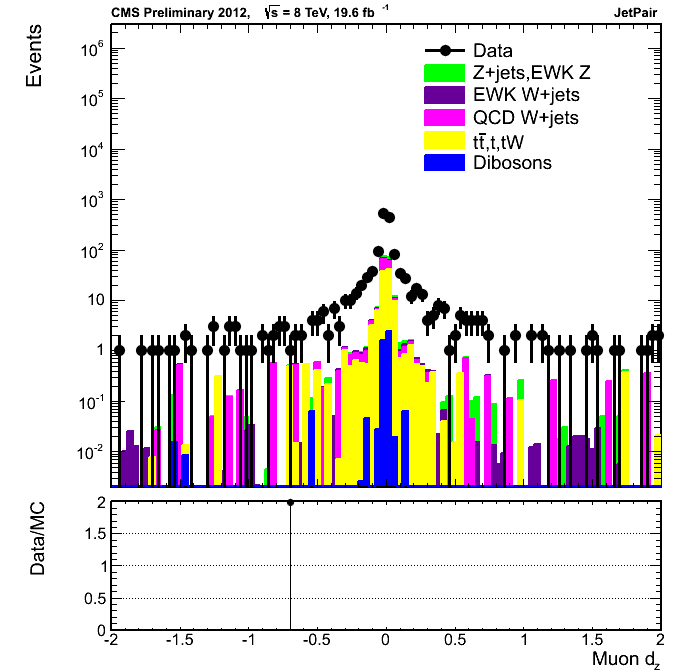 CMS Preliminary 2012, √s = 8 TeV, 19.6 fb⁻¹ JetPair
Events
10⁶
10⁵
10⁴
10³
10²
10
1
10⁻¹
10⁻²
Data
Z+jets,EWK Z
EWK W+jets
QCD W+jets
tt̅,t,tW
Dibosons
Data/MC
2
1.5
1
0.5
0
-2 -1.5 -1 -0.5 0 0.5 1 1.5 2
Muon d_z